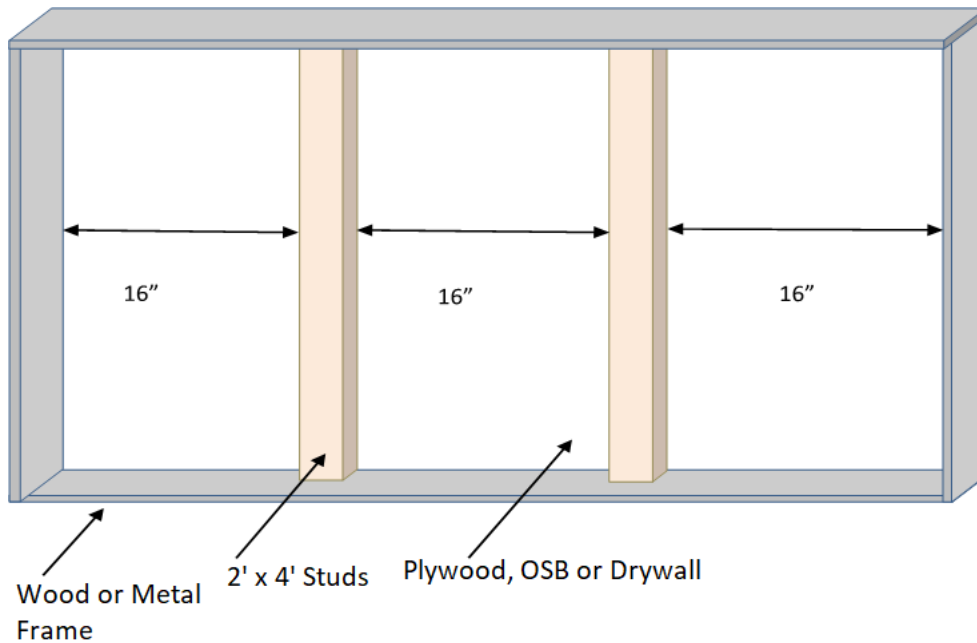 16”
16”
16”
2' x 4' Studs
Plywood, OSB or Drywall
Wood or Metal
Frame